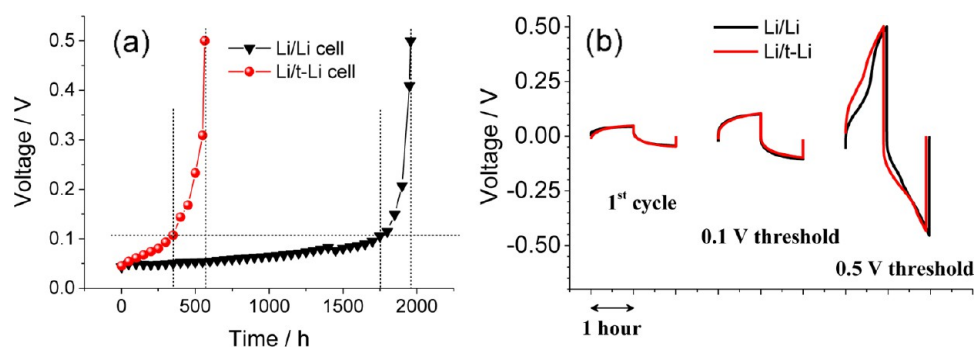 (a)
Li/Li cell
Li/t-Li cell
Voltage / V
0.5
0.4
0.3
0.2
0.1
0.0
0
500
1000
1500
2000
Time / h
(b)
Li/Li
Li/t-Li
Voltage / V
0.50
0.25
0.00
-0.25
-0.50
1st cycle
0.1 V threshold
0.5 V threshold
1 hour